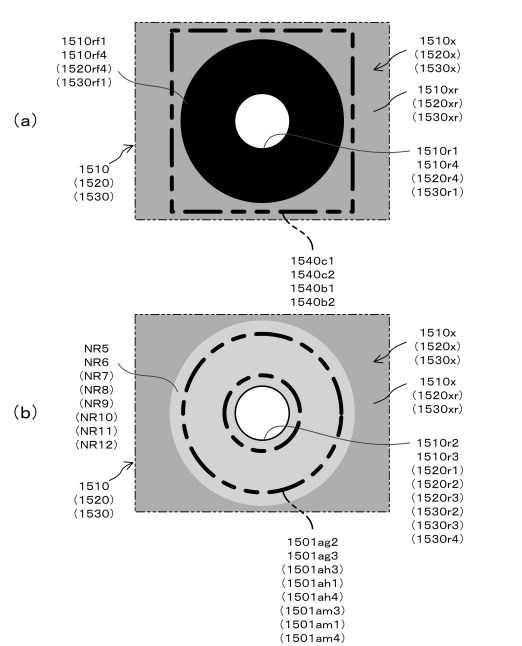 1510rf1
1510rf4
(1520rf4)
(1530rf1)
1510x
(1520x)
(1530x)
1510xr
(1520xr)
(1530xr)
(a)
1510r1
1510r4
(1520r4)
(1530r1)
1510
(1520)
(1530)
1540c1
1540c2
1540b1
1540b2
NR5
NR6
(NR7)
(NR8)
(NR9)
(NR10)
(NR11)
(NR12)
1510x
(1520x)
(1530x)
1510x
(1520xr)
(1530xr)
(b)
1510r2
1510r3
(1520r1)
(1520r2)
(1520r3)
(1530r2)
(1530r3)
(1530r4)
1510
(1520)
(1530)
1501ag2
1501ag3
(1501ah3)
(1501ah1)
(1501ah4)
(1501am3)
(1501am1)
(1501am4)